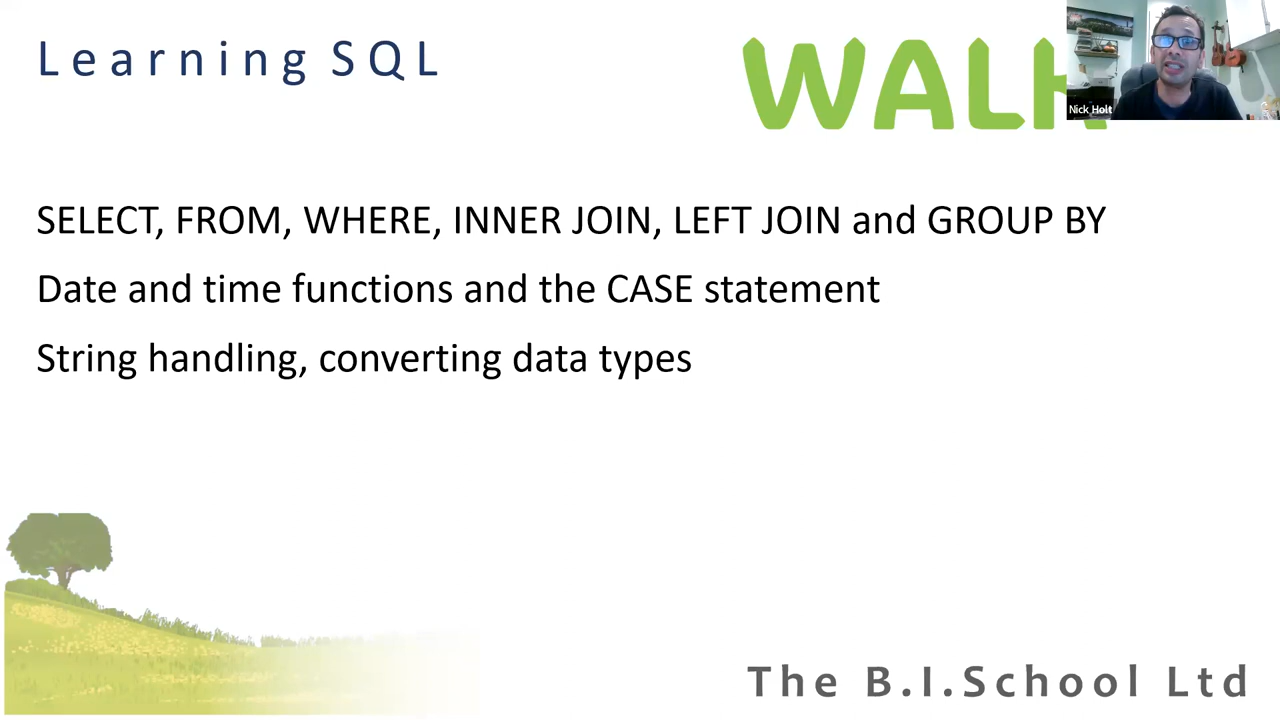 Learning SQL
WALK
Nick Holt
SELECT, FROM, WHERE, INNER JOIN, LEFT JOIN and GROUP BY
Date and time functions and the CASE statement
String handling, converting data types
The B.I.School Ltd